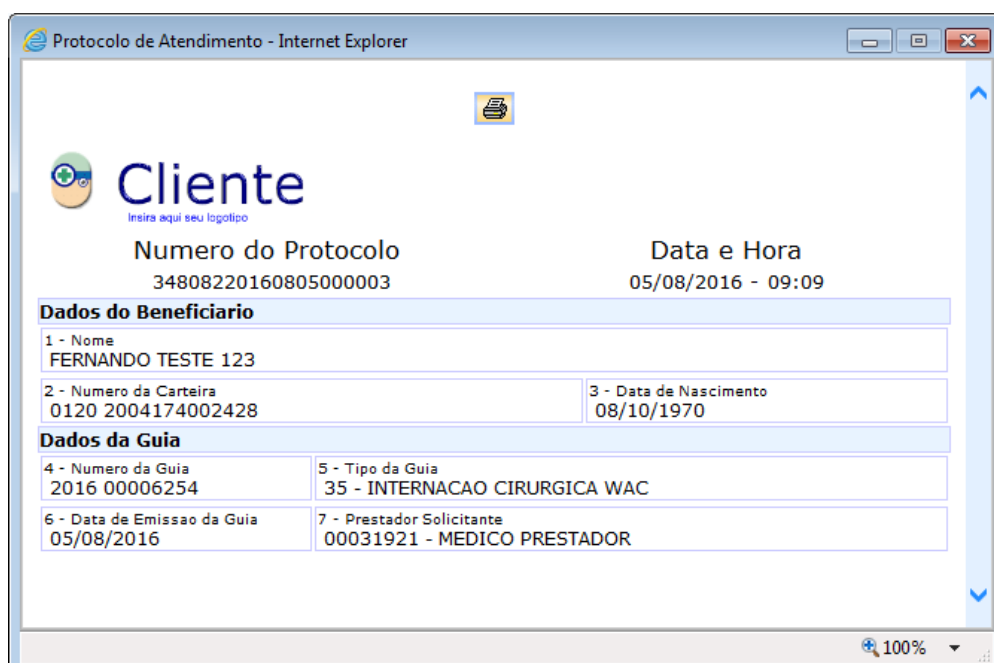 Protocolo de Atendimento - Internet Explorer
Cliente
Insira aqui seu logotipo
Numero do Protocolo Data e Hora
34808220160805000003 05/08/2016 - 09:09
Dados do Beneficiario
1 - Nome
FERNANDO TESTE 123
2 - Numero da Carteira 3 - Data de Nascimento
0120 2004174002428 08/10/1970
Dados da Guia
4 - Numero da Guia 5 - Tipo da Guia
2016 00006254 35 - INTERNACAO CIRURGICA WAC
6 - Data de Emissao da Guia 7 - Prestador Solicitante
05/08/2016 00031921 - MEDICO PRESTADOR
100%